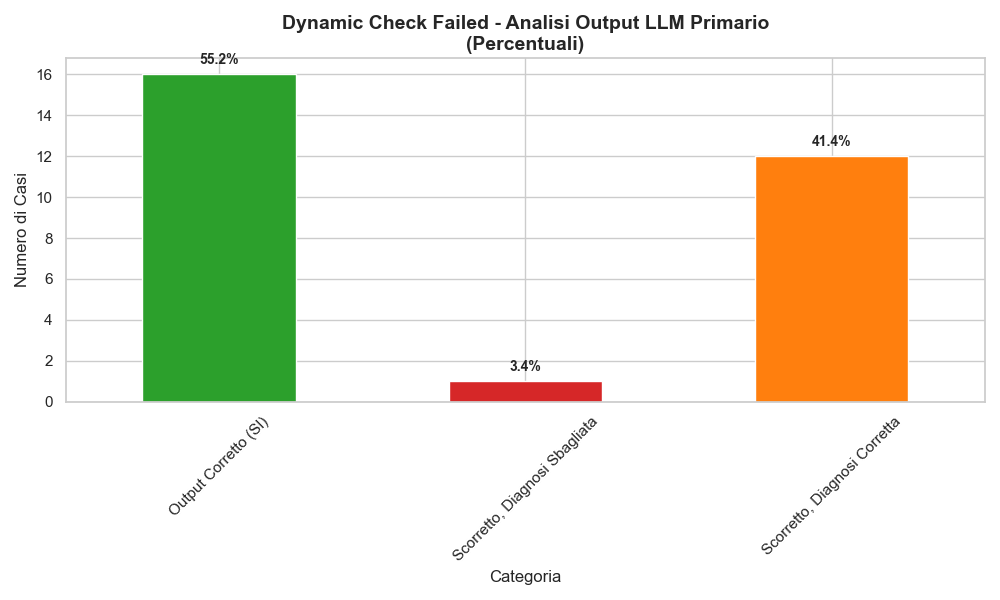 Dynamic Check Failed - Analisi Output LLM Primario
(Percentuali)
55.2%
3.4%
41.4%
16
14
12
10
8
6
4
2
0
Numero di Casi
Output Corretto (SI)
Scorretto, Diagnosi Sbagliata
Scorretto, Diagnosi Corretta
Categoria